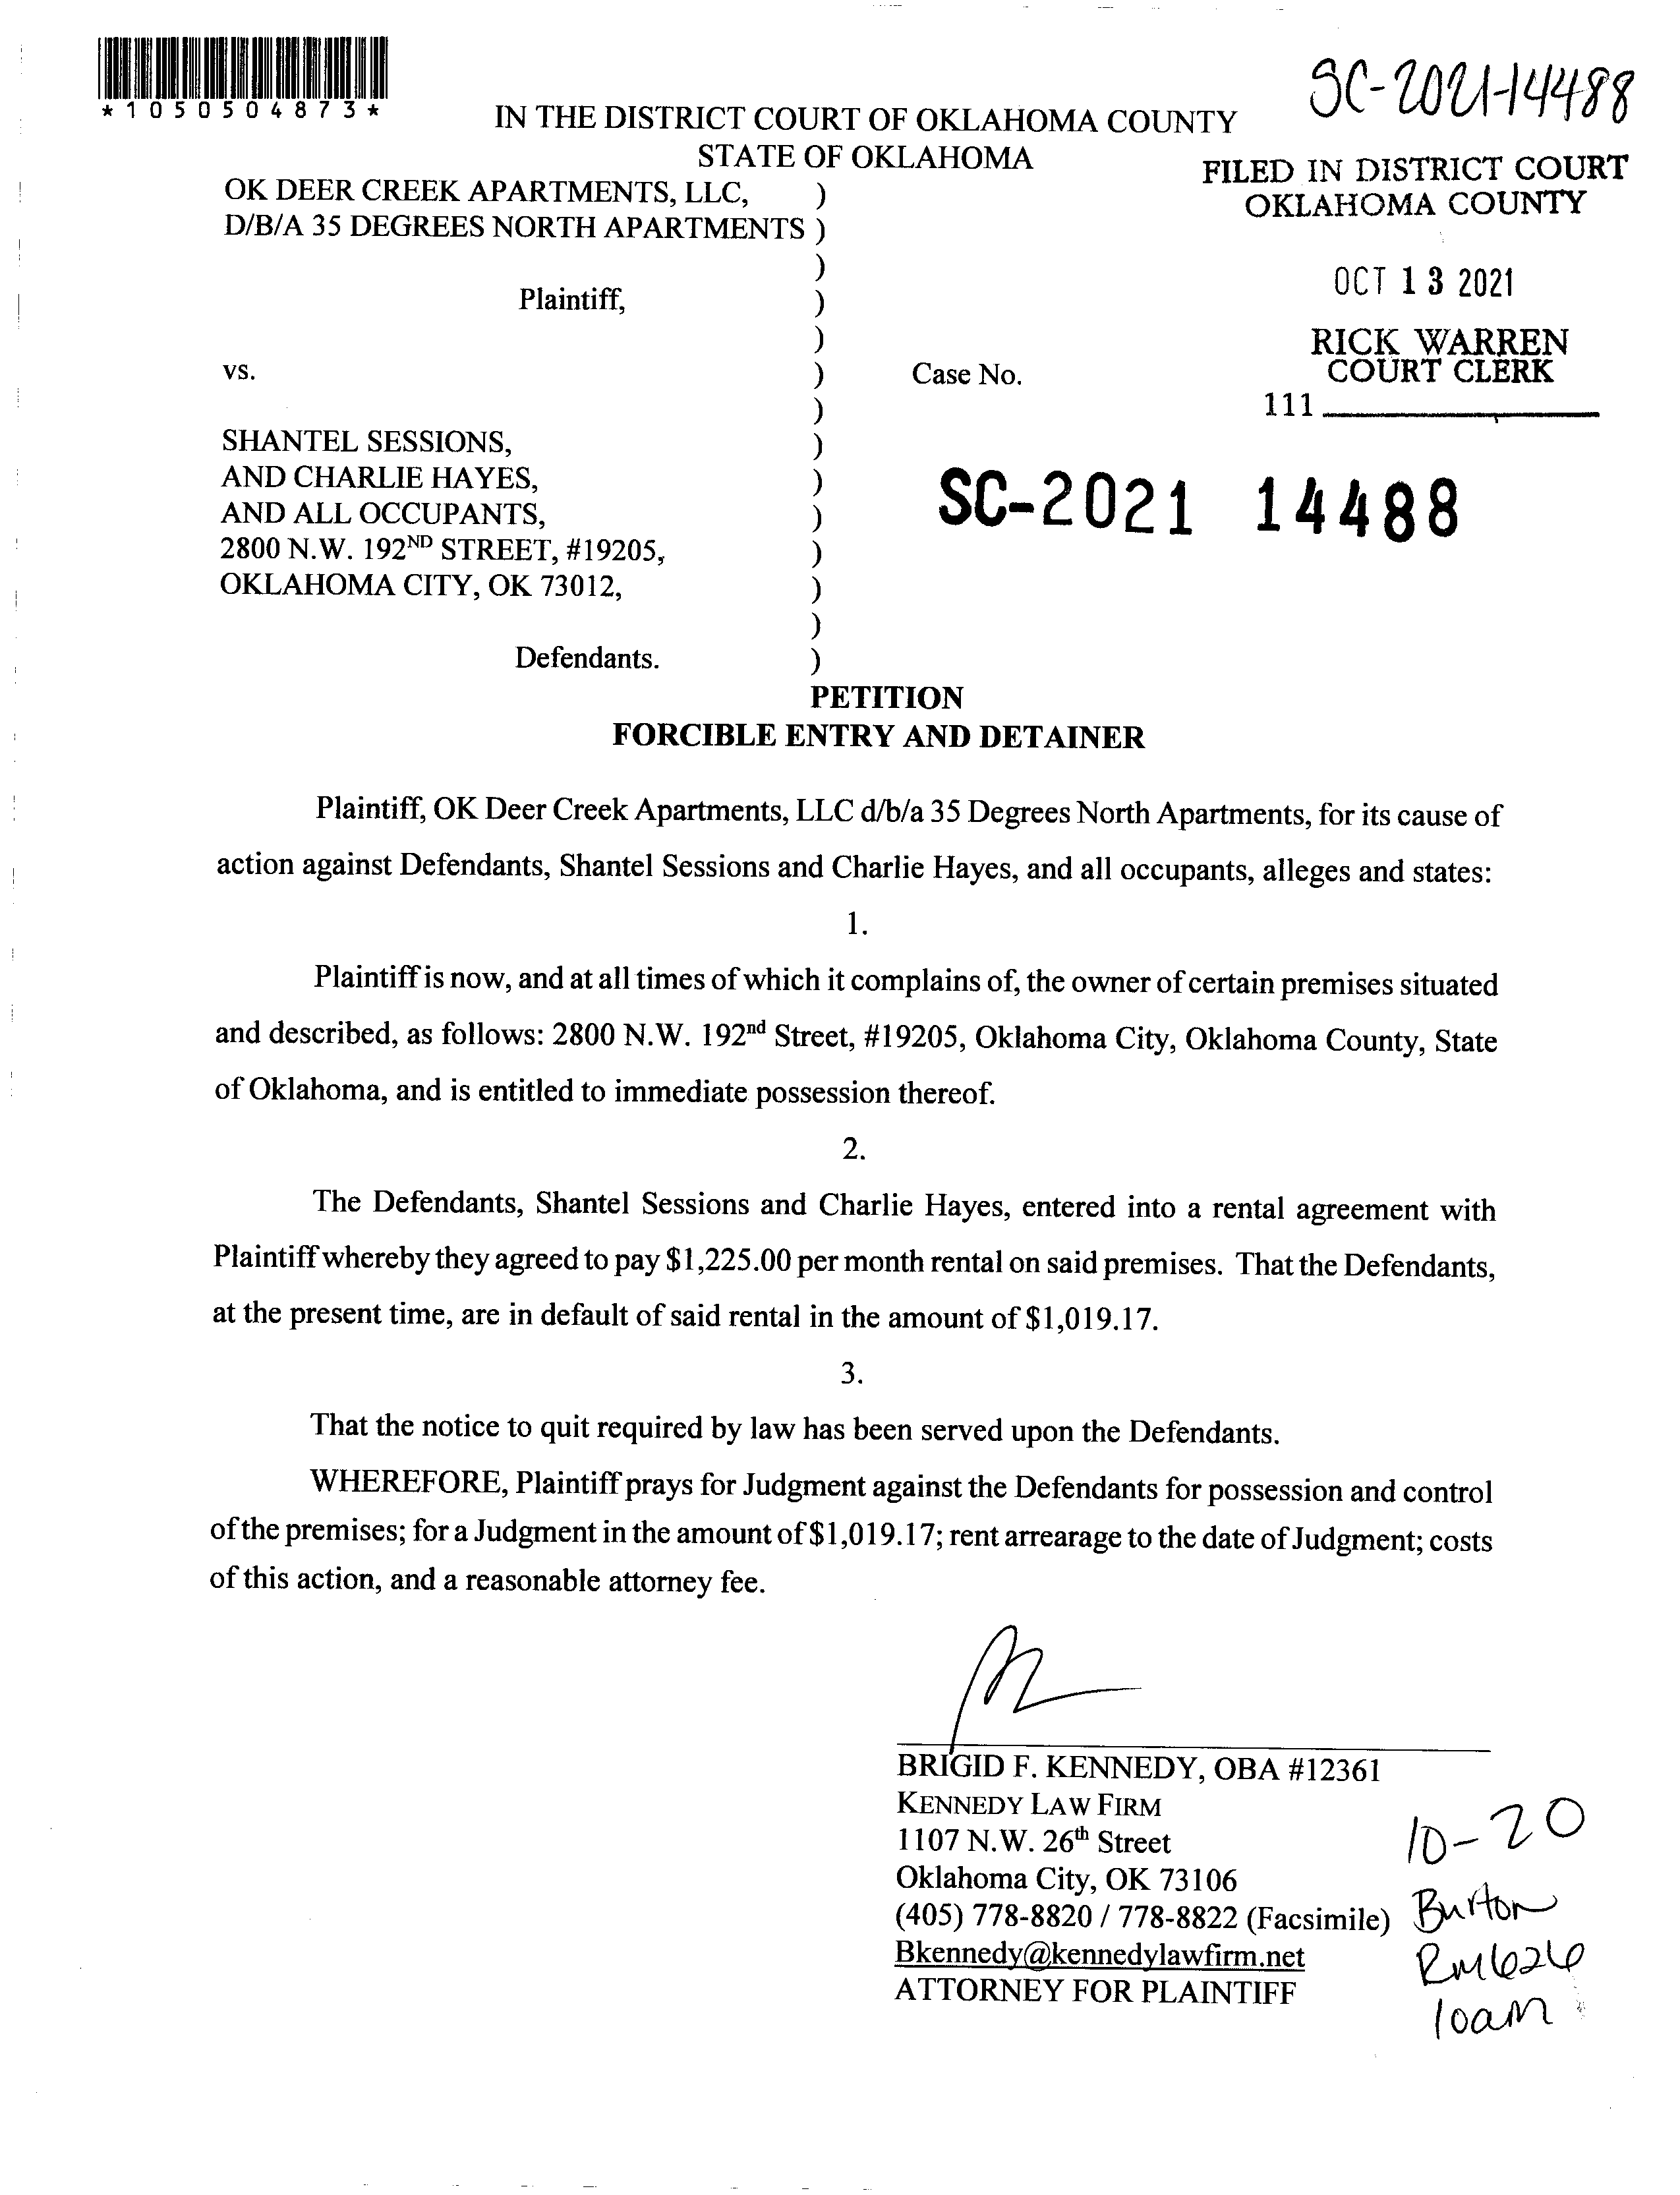 *1050504873*
SC-2021-14488
IN THE DISTRICT COURT OF OKLAHOMA COUNTY
STATE OF OKLAHOMA
FILED IN DISTRICT COURT
OKLAHOMA COUNTY
OCT 13 2021
RICK WARREN
COURT CLERK
111
OK DEER CREEK APARTMENTS, LLC, )
D/B/A 35 DEGREES NORTH APARTMENTS )
)
Plaintiff, )
)
vs. ) Case No.
)
SHANTEL SESSIONS, )
AND CHARLIE HAYES, ) SC-2021 14488
AND ALL OCCUPANTS, )
2800 N.W. 192ND STREET, #19205, )
OKLAHOMA CITY, OK 73012, )
)
Defendants. )
PETITION
FORCIBLE ENTRY AND DETAINER
Plaintiff, OK Deer Creek Apartments, LLC d/b/a 35 Degrees North Apartments, for its cause of
action against Defendants, Shantel Sessions and Charlie Hayes, and all occupants, alleges and states:
1.
Plaintiff is now, and at all times of which it complains of, the owner of certain premises situated
and described, as follows: 2800 N.W. 192nd Street, #19205, Oklahoma City, Oklahoma County, State
of Oklahoma, and is entitled to immediate possession thereof.
2.
The Defendants, Shantel Sessions and Charlie Hayes, entered into a rental agreement with
Plaintiff whereby they agreed to pay $1,225.00 per month rental on said premises. That the Defendants,
at the present time, are in default of said rental in the amount of $1,019.17.
3.
That the notice to quit required by law has been served upon the Defendants.
WHEREFORE, Plaintiff prays for Judgment against the Defendants for possession and control
of the premises; for a Judgment in the amount of $1,019.17; rent arrearage to the date of Judgment; costs
of this action, and a reasonable attorney fee.
BRIGID F. KENNEDY, OBA #12361
KENNEDY LAW FIRM
1107 N.W. 26th Street
Oklahoma City, OK 73106
(405) 778-8820 / 778-8822 (Facsimile)
Bkennedy@kennedylawfirm.net
ATTORNEY FOR PLAINTIFF
10-20
Burton
Rm 626
10am